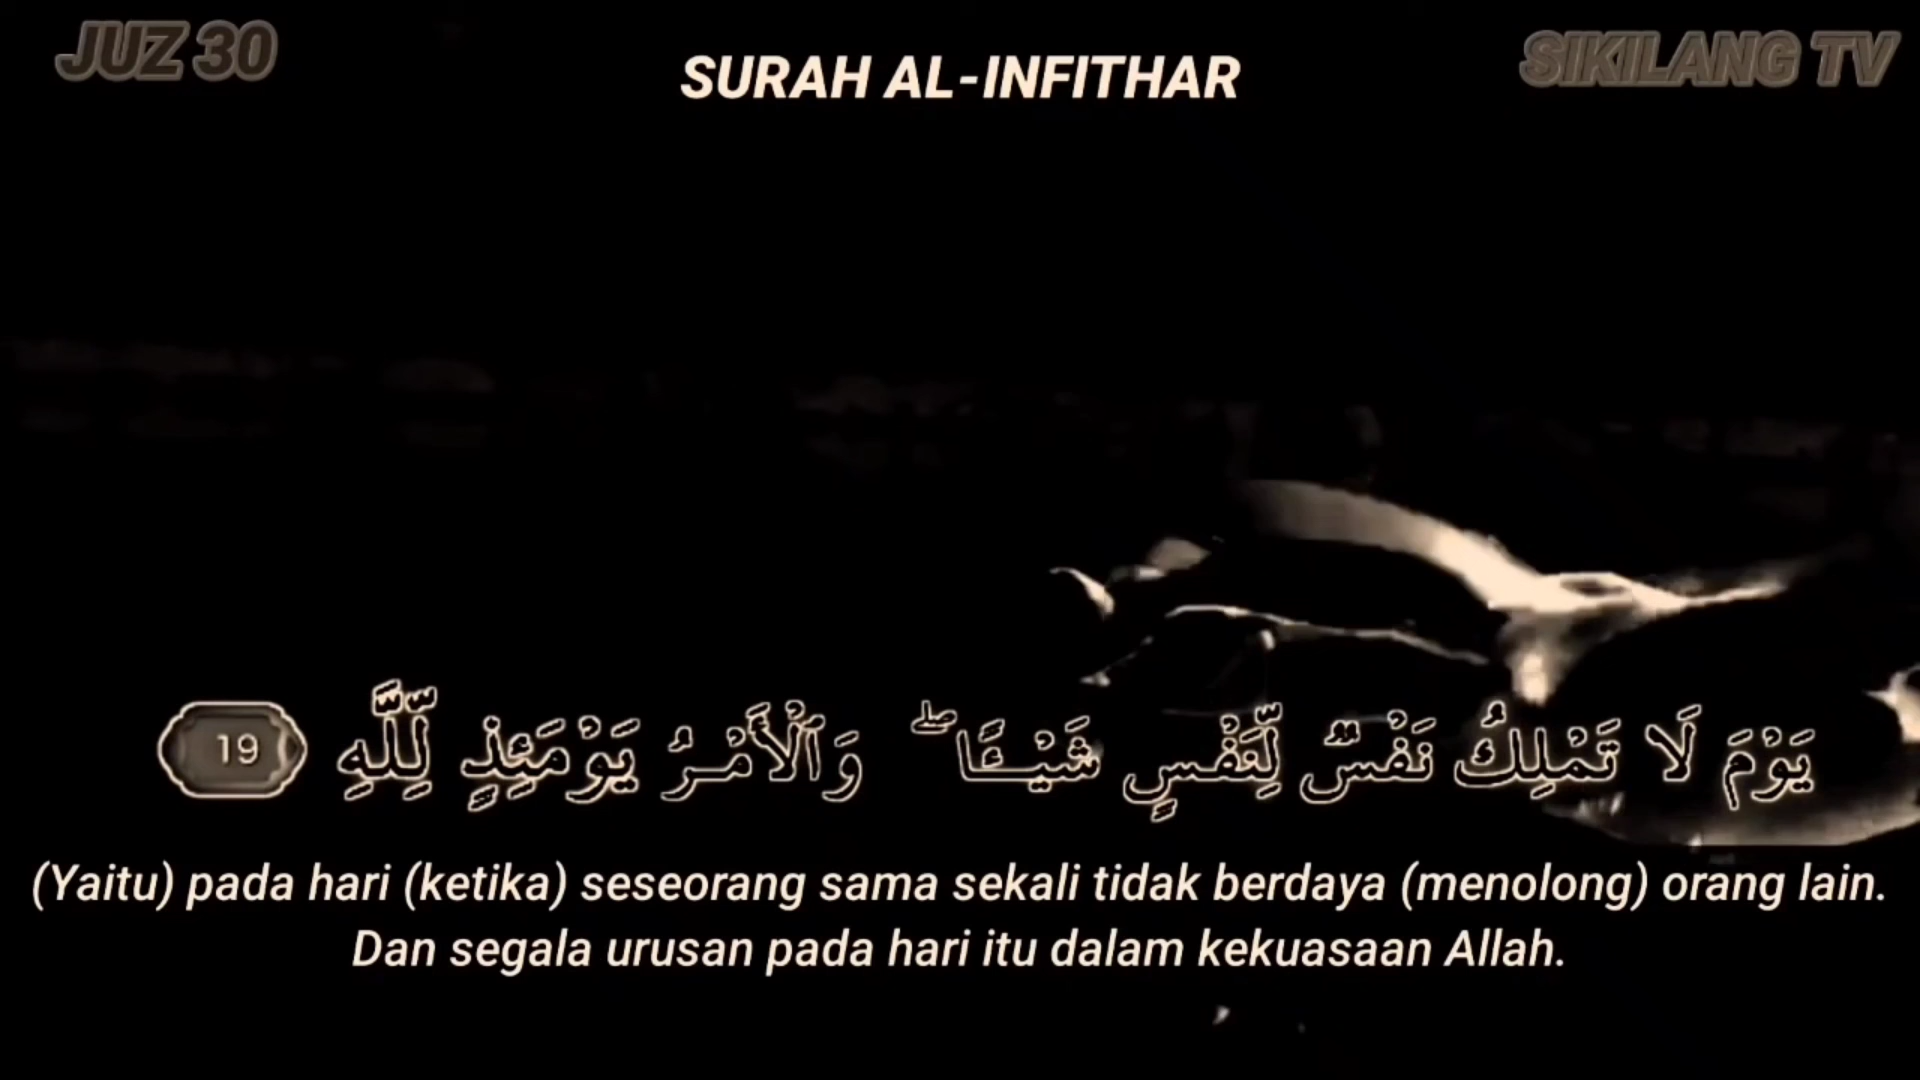 JUZ 30
SURAH AL-INFITHAR
SIKILANG TV
يَوْمَ لَا تَمْلِكُ نَفْسٌ لِّنَفْسٍ شَيْـًٔا ۖ وَٱلْأَمْرُ يَوْمَئِذٍ لِّلَّهِ 19
(Yaitu) pada hari (ketika) seseorang sama sekali tidak berdaya (menolong) orang lain.
Dan segala urusan pada hari itu dalam kekuasaan Allah.